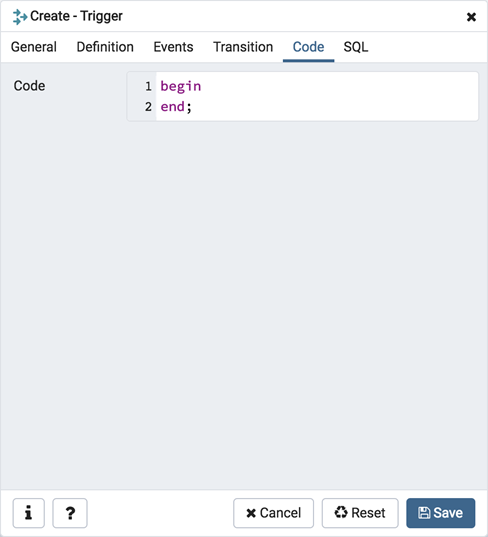 Create - Trigger
General Definition Events Transition Code SQL
Code
1 begin
2 end;
i ? Cancel Reset Save